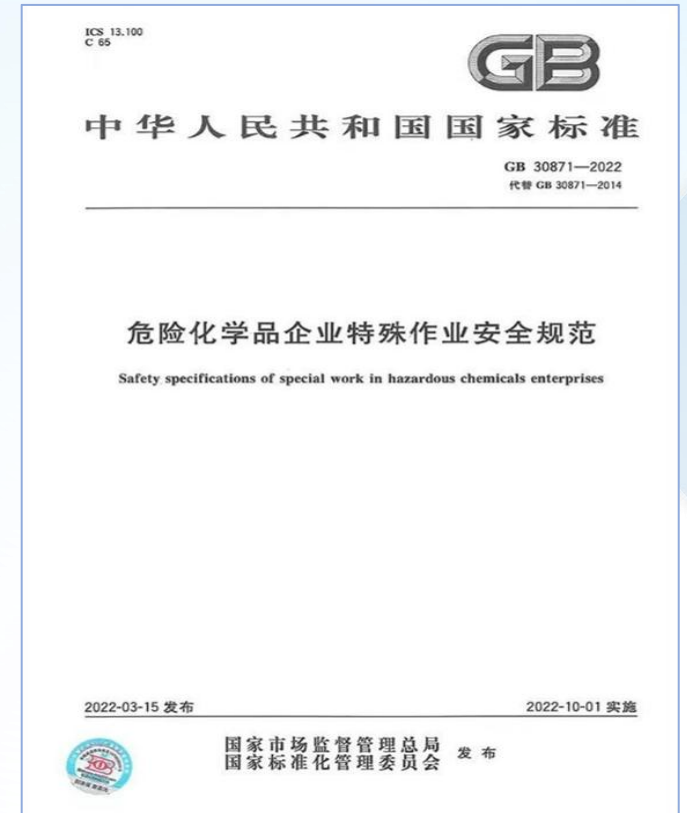 ICS 13.100
C 65
GB
中华人民共和国国家标准
GB 30871—2022
代替 GB 30871—2014
危险化学品企业特殊作业安全规范
Safety specifications of special work in hazardous chemicals enterprises
2022-03-15 发布
2022-10-01 实施
国家市场监督管理总局
国家标准化管理委员会
发布